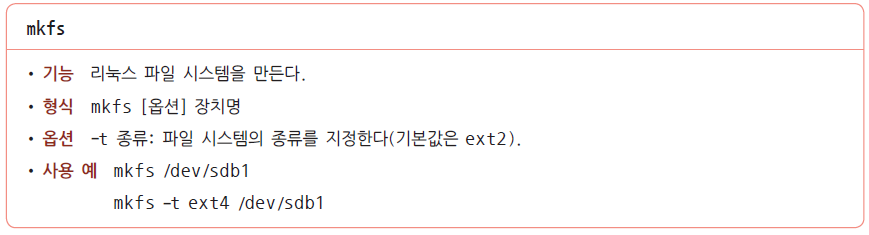 mkfs
• 기능 리눅스 파일 시스템을 만든다.
• 형식 mkfs [옵션] 장치명
• 옵션 -t 종류: 파일 시스템의 종류를 지정한다(기본값은 ext2).
• 사용 예 mkfs /dev/sdb1
mkfs -t ext4 /dev/sdb1